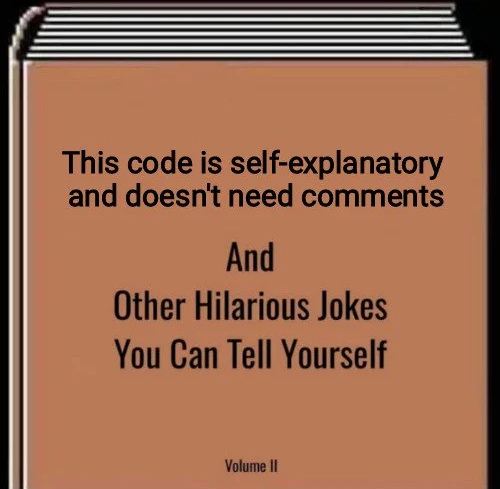 This code is self-explanatory
and doesn't need comments
And
Other Hilarious Jokes
You Can Tell Yourself
Volume II